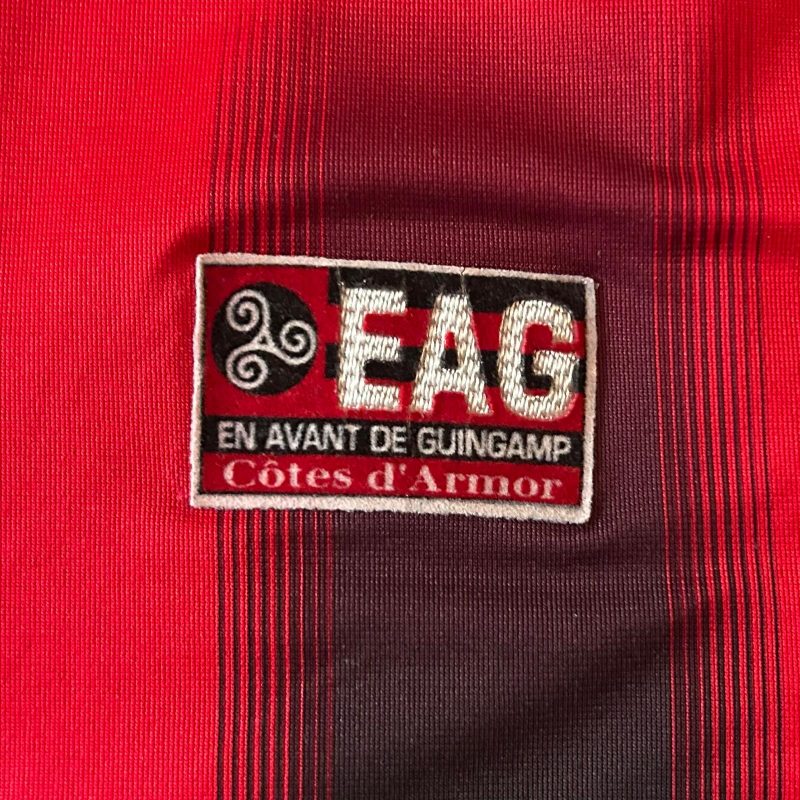 EAG
EN AVANT DE GUINGAMP
Côtes d'Armor